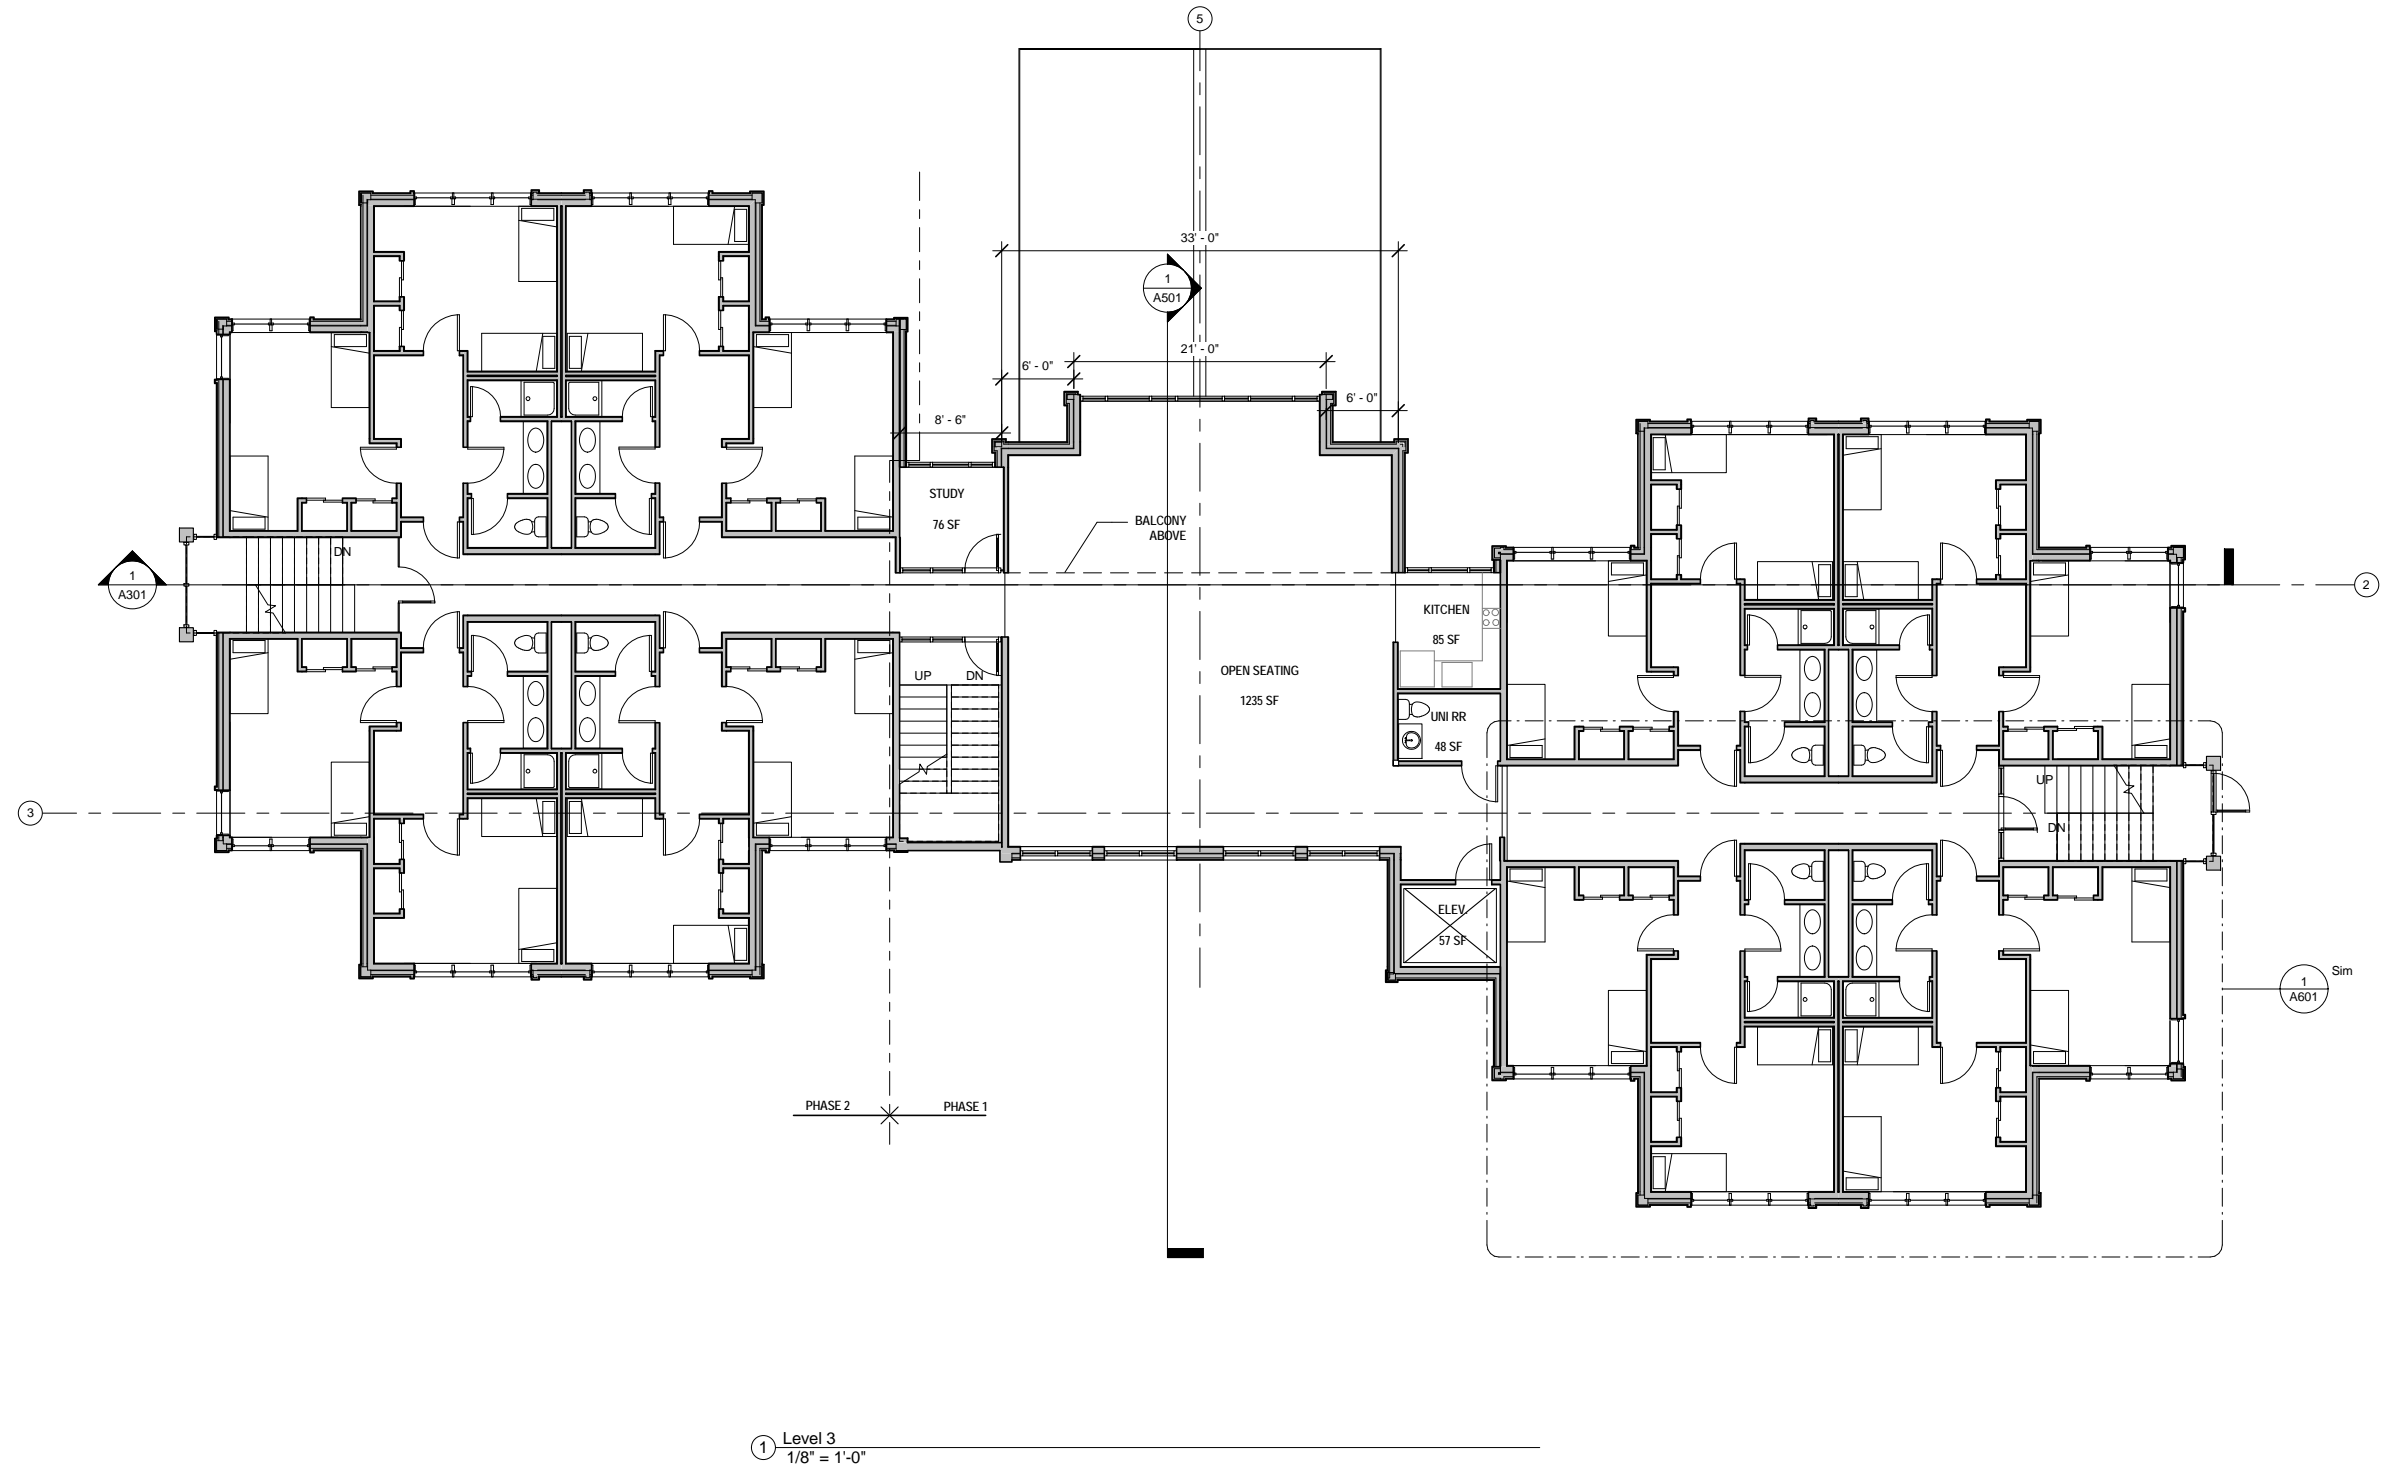 5
33' - 0"
1
A501
21' - 0"
6' - 0"
6' - 0"
8' - 6"
STUDY
76 SF
BALCONY
ABOVE
DN
1
A301
2
KITCHEN
85 SF
OPEN SEATING
1235 SF
UP
DN
UNI RR
48 SF
UP
DN
3
ELEV.
57 SF
1
A601
Sim
PHASE 2
PHASE 1
1
Level 3
1/8" = 1'-0"